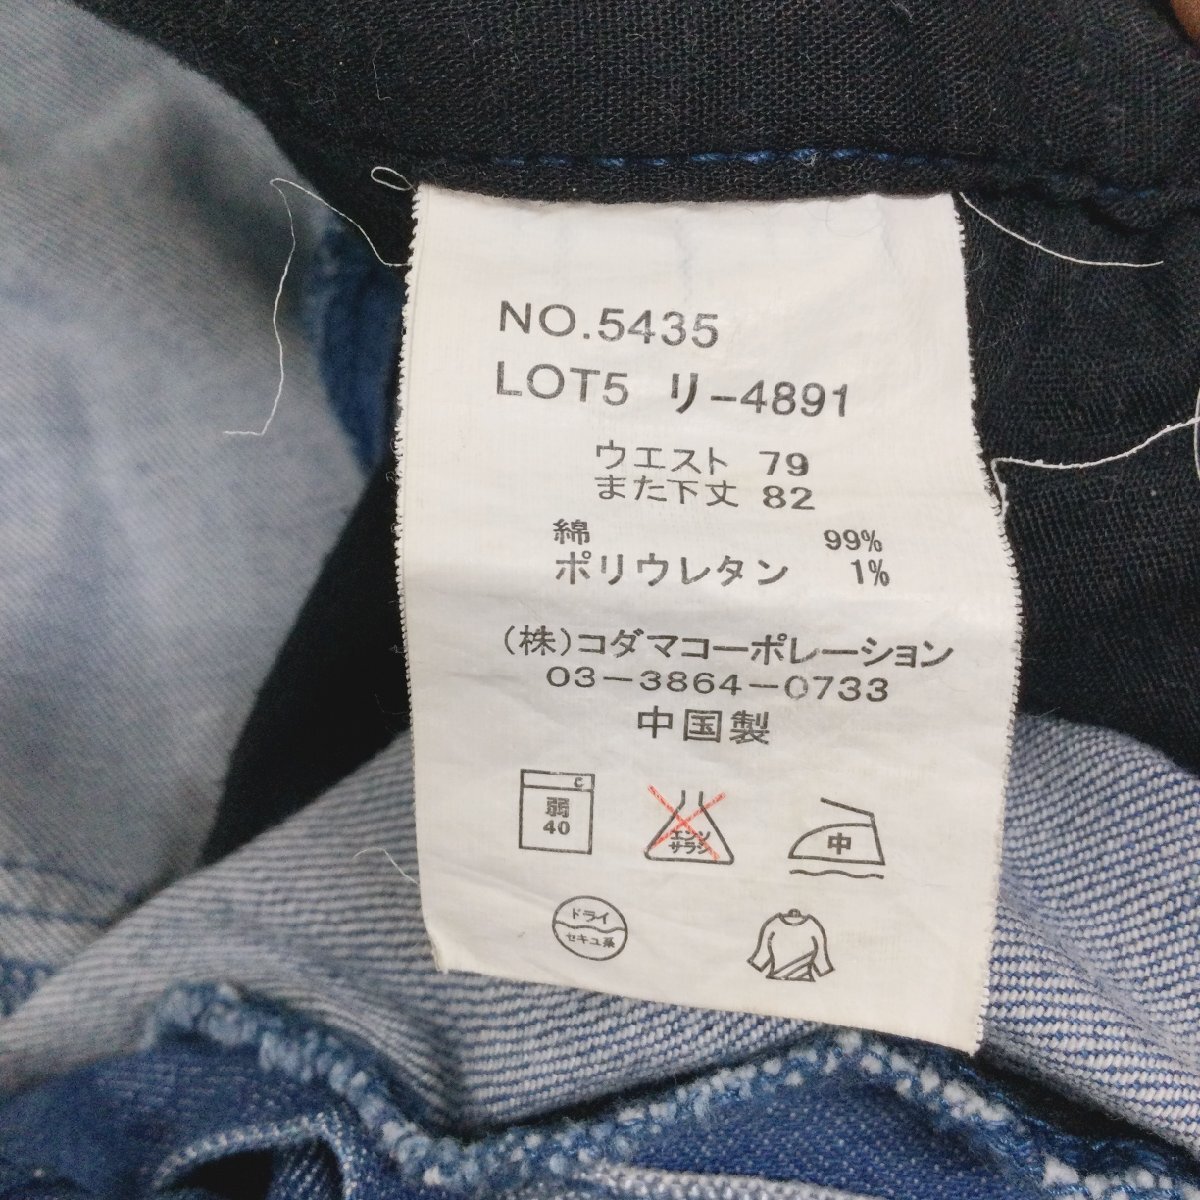 NO.5435
LOT5 リ-4891
ウエスト 79
また下丈 82
綿 99%
ポリウレタン 1%
(株)コダマコーポレーション
03-3864-0733
中国製
C
弱
40
エンソ
サラシ
中
ドライ
セキユ系